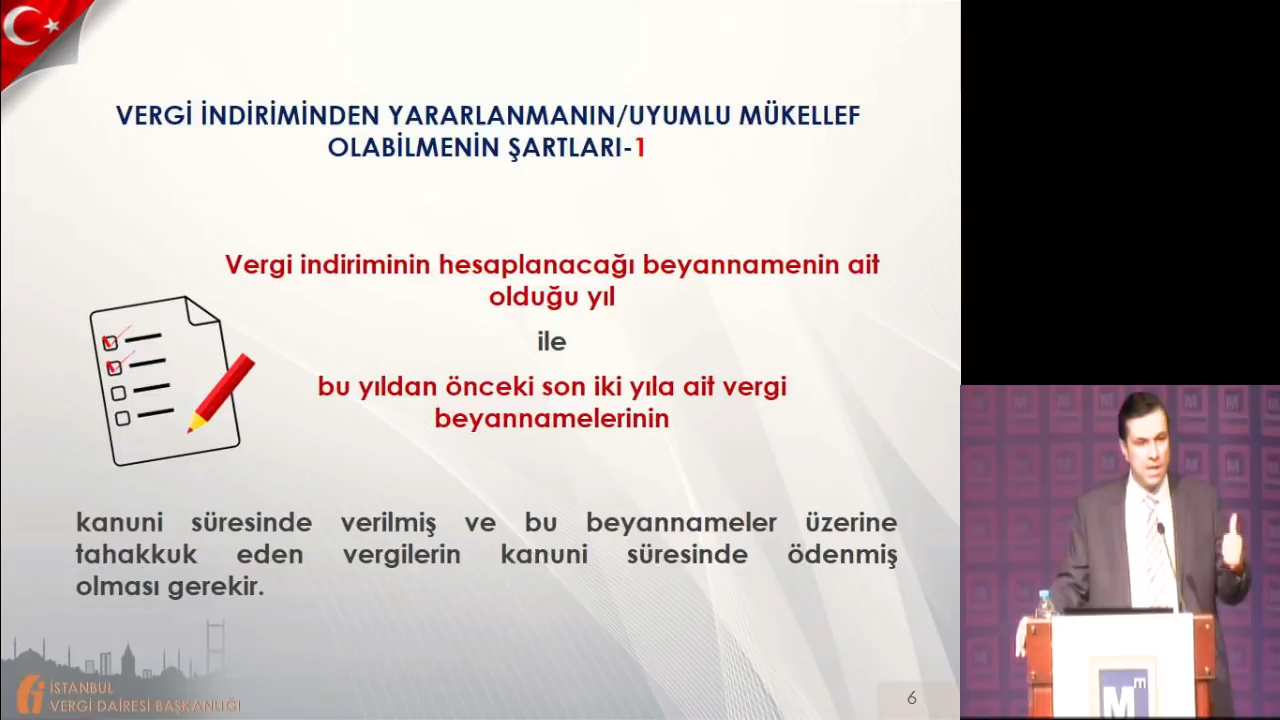 VERGİ İNDİRİMİNDEN YARARLANMANIN/UYUMLU MÜKELLEF
OLABİLMENİN ŞARTLARI-1
Vergi indiriminin hesaplanacağı beyannamenin ait
olduğu yıl
ile
bu yıldan önceki son iki yıla ait vergi
beyannamelerinin
kanuni süresinde verilmiş ve bu beyannameler üzerine
tahakkuk eden vergilerin kanuni süresinde ödenmiş
olması gerekir.
İSTANBUL
VERGİ DAİRESİ BAŞKANLIĞI
6
Mm